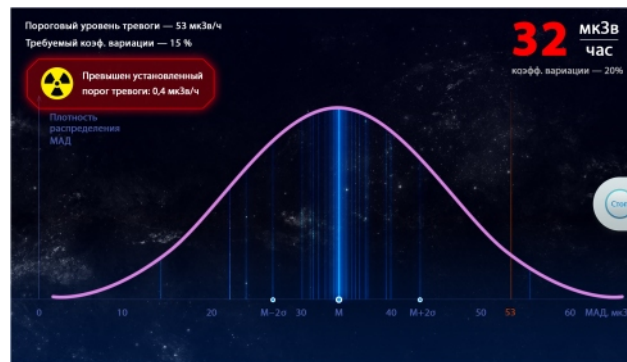 Пороговый уровень тревоги — 53 мкЗв/ч
Требуемый коэф. вариации — 15 %
32 мкЗв
час
коэфф. вариации — 20%
Превышен установленный
порог тревоги: 0,4 мкЗв/ч
Плотность
распределения
МАД
Стоп
0 10 20 М–2σ 30 М 40 М+2σ 50 53 60 МАД, мкЗ